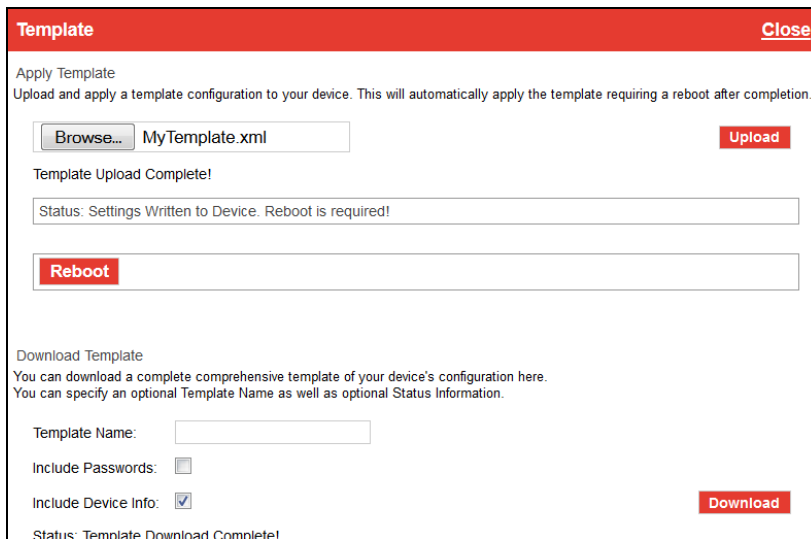 Template
Close
Apply Template
Upload and apply a template configuration to your device. This will automatically apply the template requiring a reboot after completion.
Browse... MyTemplate.xml
Upload
Template Upload Complete!
Status: Settings Written to Device. Reboot is required!
Reboot
Download Template
You can download a complete comprehensive template of your device's configuration here.
You can specify an optional Template Name as well as optional Status Information.
Template Name:
Include Passwords:
Include Device Info:
Download
Status: Template Download Complete!